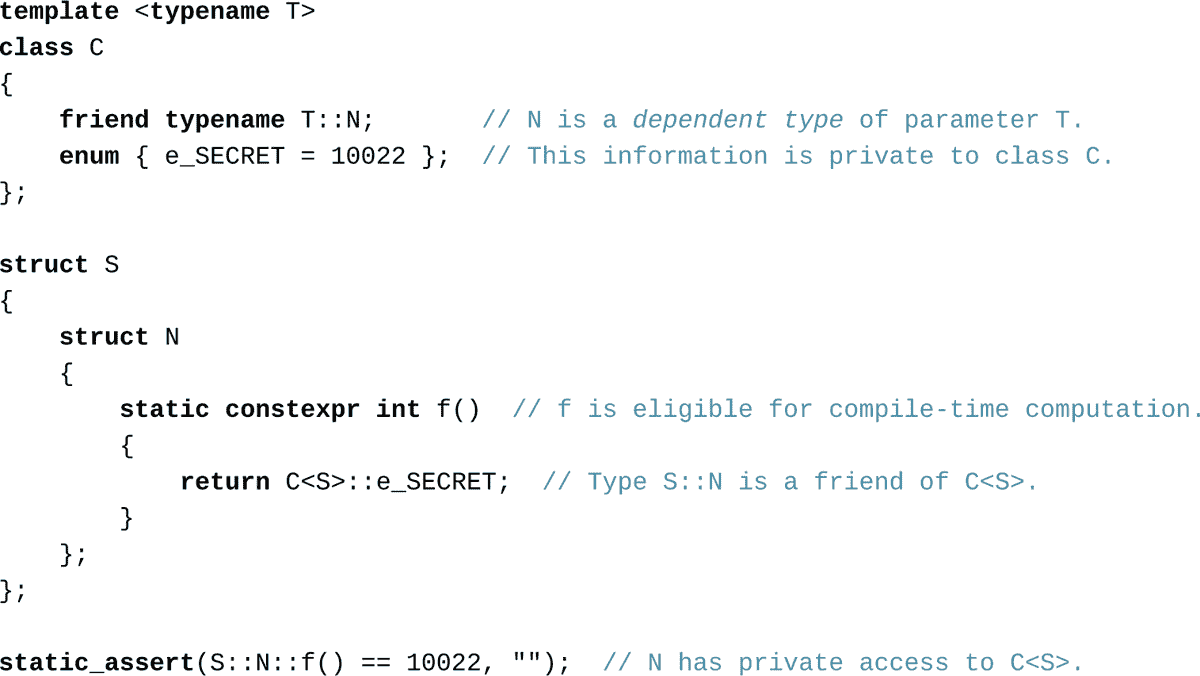 template <typename T>
class C
{
    friend typename T::N;       // N is a dependent type of parameter T.
    enum { e_SECRET = 10022 };  // This information is private to class C.
};

struct S
{
    struct N
    {
        static constexpr int f()  // f is eligible for compile-time computation.
        {
            return C<S>::e_SECRET;  // Type S::N is a friend of C<S>.
        }
    };
};

static_assert(S::N::f() == 10022, "");  // N has private access to C<S>.